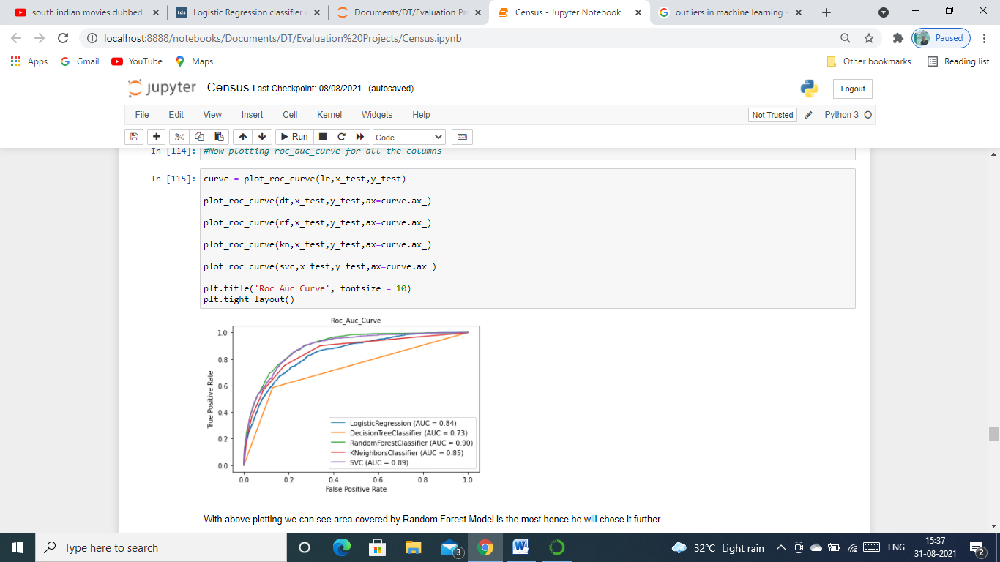 south indian movies dubbed
Logistic Regression classifier
Documents/DT/Evaluation Pr
Census - Jupyter Notebook
outliers in machine learning -
localhost:8888/notebooks/Documents/DT/Evaluation%20Projects/Census.ipynb
Paused
Apps
Gmail
YouTube
Maps
Other bookmarks
Reading list
jupyter
Census Last Checkpoint: 08/08/2021 (autosaved)
Logout
File Edit View Insert Cell Kernel Widgets Help
Not Trusted
Python 3
Run
Code
In [114]: #Now plotting roc_auc_curve for all the columns
In [115]: curve = plot_roc_curve(lr,x_test,y_test)
plot_roc_curve(dt,x_test,y_test,ax=curve.ax_)
plot_roc_curve(rf,x_test,y_test,ax=curve.ax_)
plot_roc_curve(kn,x_test,y_test,ax=curve.ax_)
plot_roc_curve(svc,x_test,y_test,ax=curve.ax_)
plt.title('Roc_Auc_Curve', fontsize = 10)
plt.tight_layout()
Roc_Auc_Curve
1.0
0.8
0.6
0.4
0.2
0.0
True Positive Rate
LogisticRegression (AUC = 0.84)
DecisionTreeClassifier (AUC = 0.73)
RandomForestClassifier (AUC = 0.90)
KNeighborsClassifier (AUC = 0.85)
SVC (AUC = 0.89)
0.0 0.2 0.4 0.6 0.8 1.0
False Positive Rate
With above plotting we can see area covered by Random Forest Model is the most hence he will chose it further.
Type here to search
3
32°C Light rain
ENG
15:37
31-08-2021
2